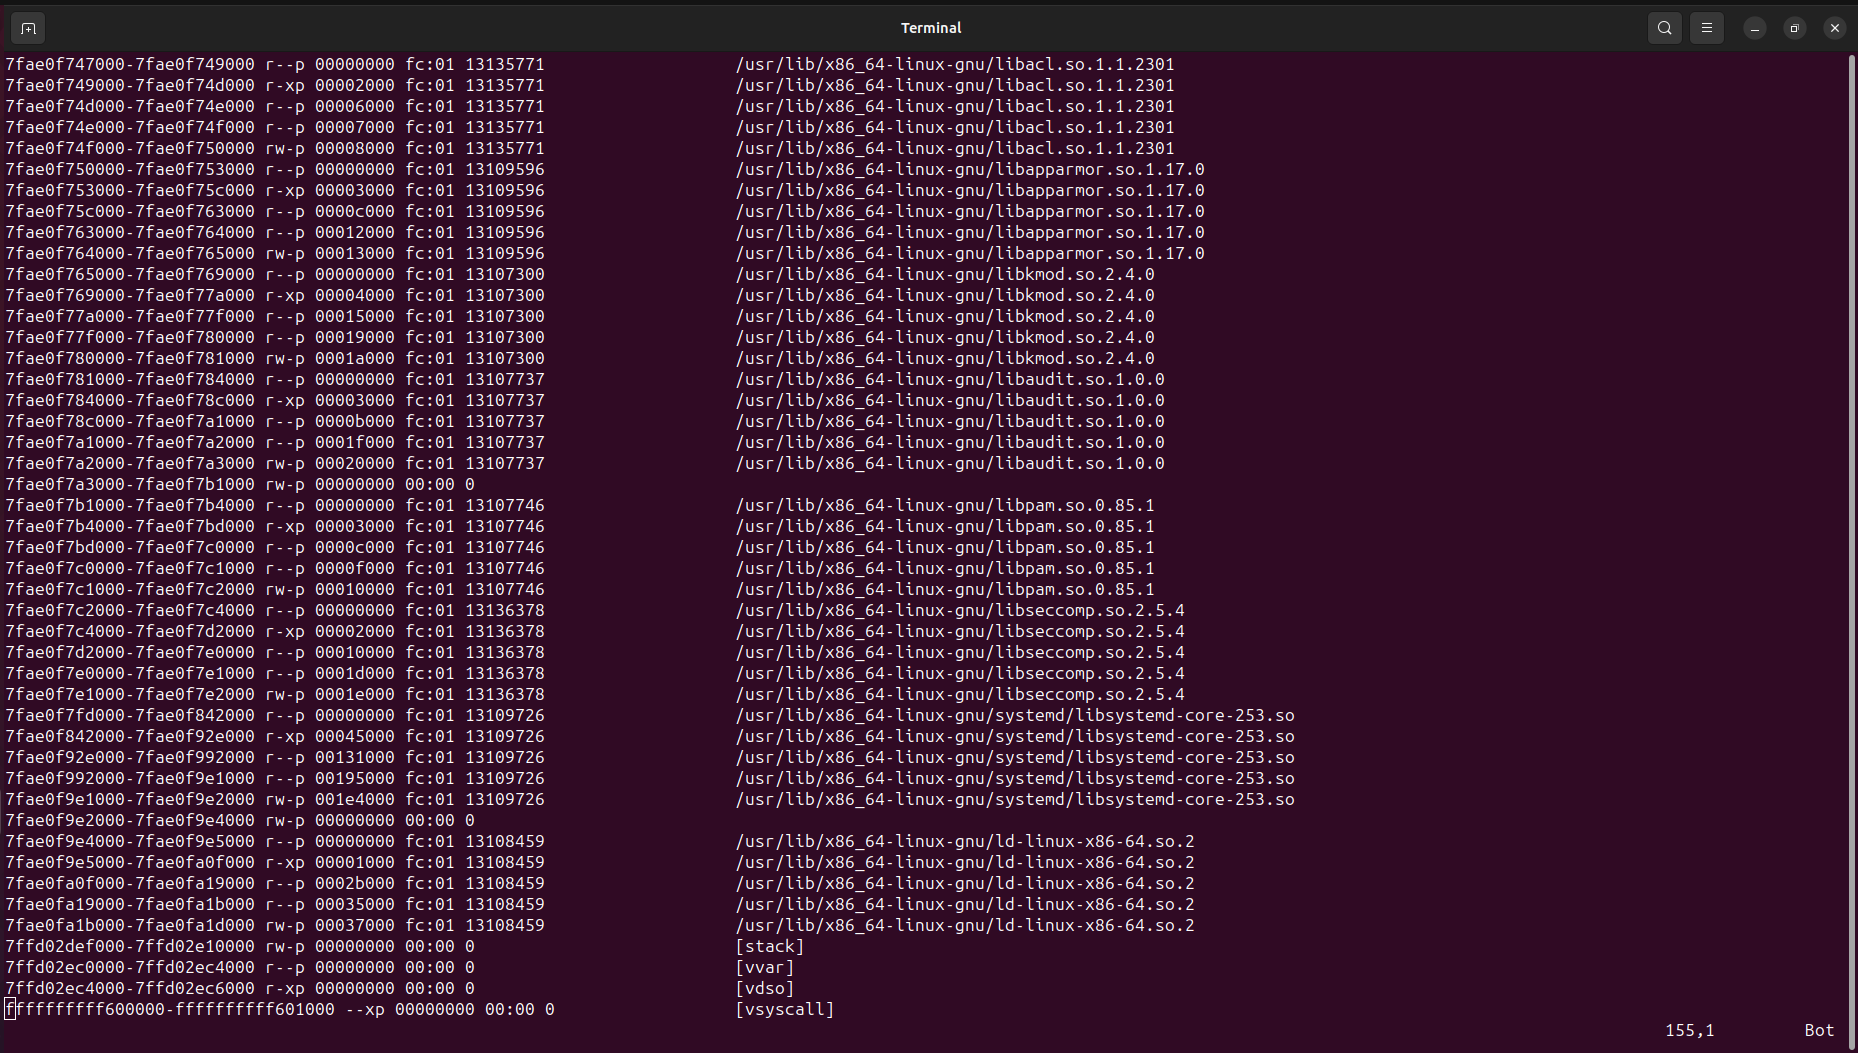 Terminal
7fae0f747000-7fae0f749000 r--p 00000000 fc:01 13135771 /usr/lib/x86_64-linux-gnu/libacl.so.1.1.2301
7fae0f749000-7fae0f74d000 r-xp 00002000 fc:01 13135771 /usr/lib/x86_64-linux-gnu/libacl.so.1.1.2301
7fae0f74d000-7fae0f74e000 r--p 00006000 fc:01 13135771 /usr/lib/x86_64-linux-gnu/libacl.so.1.1.2301
7fae0f74e000-7fae0f74f000 r--p 00007000 fc:01 13135771 /usr/lib/x86_64-linux-gnu/libacl.so.1.1.2301
7fae0f74f000-7fae0f750000 rw-p 00008000 fc:01 13135771 /usr/lib/x86_64-linux-gnu/libacl.so.1.1.2301
7fae0f750000-7fae0f753000 r--p 00000000 fc:01 13109596 /usr/lib/x86_64-linux-gnu/libapparmor.so.1.17.0
7fae0f753000-7fae0f75c000 r-xp 00003000 fc:01 13109596 /usr/lib/x86_64-linux-gnu/libapparmor.so.1.17.0
7fae0f75c000-7fae0f763000 r--p 0000c000 fc:01 13109596 /usr/lib/x86_64-linux-gnu/libapparmor.so.1.17.0
7fae0f763000-7fae0f764000 r--p 00012000 fc:01 13109596 /usr/lib/x86_64-linux-gnu/libapparmor.so.1.17.0
7fae0f764000-7fae0f765000 rw-p 00013000 fc:01 13109596 /usr/lib/x86_64-linux-gnu/libapparmor.so.1.17.0
7fae0f765000-7fae0f769000 r--p 00000000 fc:01 13107300 /usr/lib/x86_64-linux-gnu/libkmod.so.2.4.0
7fae0f769000-7fae0f77a000 r-xp 00004000 fc:01 13107300 /usr/lib/x86_64-linux-gnu/libkmod.so.2.4.0
7fae0f77a000-7fae0f77f000 r--p 00015000 fc:01 13107300 /usr/lib/x86_64-linux-gnu/libkmod.so.2.4.0
7fae0f77f000-7fae0f780000 r--p 00019000 fc:01 13107300 /usr/lib/x86_64-linux-gnu/libkmod.so.2.4.0
7fae0f780000-7fae0f781000 rw-p 0001a000 fc:01 13107300 /usr/lib/x86_64-linux-gnu/libkmod.so.2.4.0
7fae0f781000-7fae0f784000 r--p 00000000 fc:01 13107737 /usr/lib/x86_64-linux-gnu/libaudit.so.1.0.0
7fae0f784000-7fae0f78c000 r-xp 00003000 fc:01 13107737 /usr/lib/x86_64-linux-gnu/libaudit.so.1.0.0
7fae0f78c000-7fae0f7a1000 r--p 0000b000 fc:01 13107737 /usr/lib/x86_64-linux-gnu/libaudit.so.1.0.0
7fae0f7a1000-7fae0f7a2000 r--p 0001f000 fc:01 13107737 /usr/lib/x86_64-linux-gnu/libaudit.so.1.0.0
7fae0f7a2000-7fae0f7a3000 rw-p 00020000 fc:01 13107737 /usr/lib/x86_64-linux-gnu/libaudit.so.1.0.0
7fae0f7a3000-7fae0f7b1000 rw-p 00000000 00:00 0
7fae0f7b1000-7fae0f7b4000 r--p 00000000 fc:01 13107746 /usr/lib/x86_64-linux-gnu/libpam.so.0.85.1
7fae0f7b4000-7fae0f7bd000 r-xp 00003000 fc:01 13107746 /usr/lib/x86_64-linux-gnu/libpam.so.0.85.1
7fae0f7bd000-7fae0f7c0000 r--p 0000c000 fc:01 13107746 /usr/lib/x86_64-linux-gnu/libpam.so.0.85.1
7fae0f7c0000-7fae0f7c1000 r--p 0000f000 fc:01 13107746 /usr/lib/x86_64-linux-gnu/libpam.so.0.85.1
7fae0f7c1000-7fae0f7c2000 rw-p 00010000 fc:01 13107746 /usr/lib/x86_64-linux-gnu/libpam.so.0.85.1
7fae0f7c2000-7fae0f7c4000 r--p 00000000 fc:01 13136378 /usr/lib/x86_64-linux-gnu/libseccomp.so.2.5.4
7fae0f7c4000-7fae0f7d2000 r-xp 00002000 fc:01 13136378 /usr/lib/x86_64-linux-gnu/libseccomp.so.2.5.4
7fae0f7d2000-7fae0f7e0000 r--p 00010000 fc:01 13136378 /usr/lib/x86_64-linux-gnu/libseccomp.so.2.5.4
7fae0f7e0000-7fae0f7e1000 r--p 0001d000 fc:01 13136378 /usr/lib/x86_64-linux-gnu/libseccomp.so.2.5.4
7fae0f7e1000-7fae0f7e2000 rw-p 0001e000 fc:01 13136378 /usr/lib/x86_64-linux-gnu/libseccomp.so.2.5.4
7fae0f7fd000-7fae0f842000 r--p 00000000 fc:01 13109726 /usr/lib/x86_64-linux-gnu/systemd/libsystemd-core-253.so
7fae0f842000-7fae0f92e000 r-xp 00045000 fc:01 13109726 /usr/lib/x86_64-linux-gnu/systemd/libsystemd-core-253.so
7fae0f92e000-7fae0f992000 r--p 00131000 fc:01 13109726 /usr/lib/x86_64-linux-gnu/systemd/libsystemd-core-253.so
7fae0f992000-7fae0f9e1000 r--p 00195000 fc:01 13109726 /usr/lib/x86_64-linux-gnu/systemd/libsystemd-core-253.so
7fae0f9e1000-7fae0f9e2000 rw-p 001e4000 fc:01 13109726 /usr/lib/x86_64-linux-gnu/systemd/libsystemd-core-253.so
7fae0f9e2000-7fae0f9e4000 rw-p 00000000 00:00 0
7fae0f9e4000-7fae0f9e5000 r--p 00000000 fc:01 13108459 /usr/lib/x86_64-linux-gnu/ld-linux-x86-64.so.2
7fae0f9e5000-7fae0fa0f000 r-xp 00001000 fc:01 13108459 /usr/lib/x86_64-linux-gnu/ld-linux-x86-64.so.2
7fae0fa0f000-7fae0fa19000 r--p 0002b000 fc:01 13108459 /usr/lib/x86_64-linux-gnu/ld-linux-x86-64.so.2
7fae0fa19000-7fae0fa1b000 r--p 00035000 fc:01 13108459 /usr/lib/x86_64-linux-gnu/ld-linux-x86-64.so.2
7fae0fa1b000-7fae0fa1d000 rw-p 00037000 fc:01 13108459 /usr/lib/x86_64-linux-gnu/ld-linux-x86-64.so.2
7ffd02def000-7ffd02e10000 rw-p 00000000 00:00 0 [stack]
7ffd02ec0000-7ffd02ec4000 r--p 00000000 00:00 0 [vvar]
7ffd02ec4000-7ffd02ec6000 r-xp 00000000 00:00 0 [vdso]
ffffffffff600000-ffffffffff601000 --xp 00000000 00:00 0 [vsyscall]
155,1 Bot